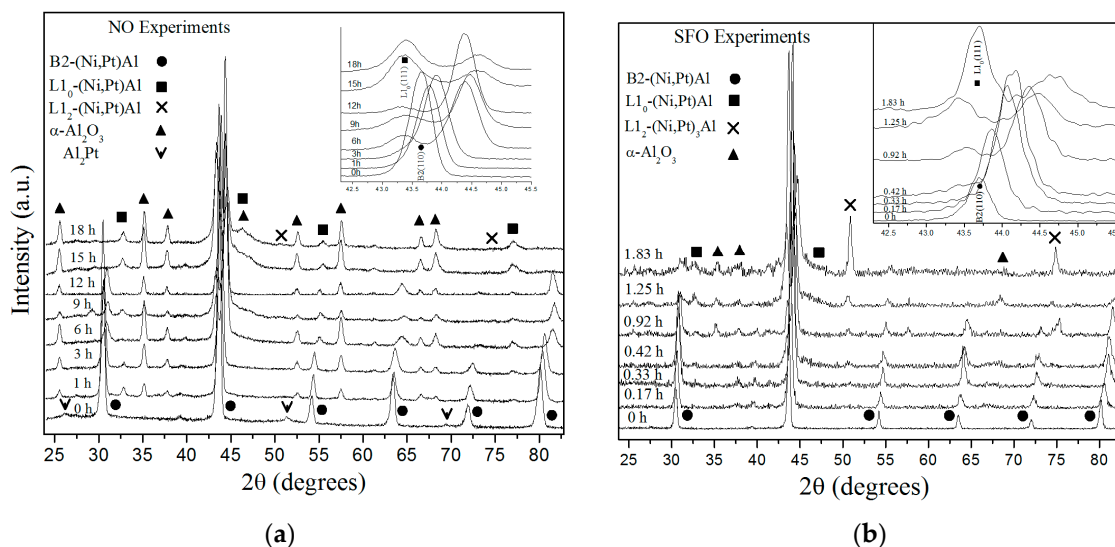 NO Experiments
B2-(Ni,Pt)Al
L1₀-(Ni,Pt)Al
L1₂-(Ni,Pt)Al
α-Al₂O₃
Al₂Pt
18h
15h
12h
9h
6h
3h
1h
0h
L1₀(111)
B2(110)
42.5 43.0 43.5 44.0 44.5 45.0 45.5
Intensity (a.u.)
18 h
15 h
12 h
9 h
6 h
3 h
1 h
0 h
25 30 35 40 45 50 55 60 65 70 75 80
2θ (degrees)
(a)
SFO Experiments
B2-(Ni,Pt)Al
L1₀-(Ni,Pt)Al
L1₂-(Ni,Pt)₃Al
α-Al₂O₃
1.83 h
1.25 h
0.92 h
0.42 h
0.33 h
0.17 h
0 h
L1₀(111)
B2(110)
42.5 43.0 43.5 44.0 44.5 45.0
1.83 h
1.25 h
0.92 h
0.42 h
0.33 h
0.17 h
0 h
25 30 35 40 45 50 55 60 65 70 75 80
2θ (degrees)
(b)